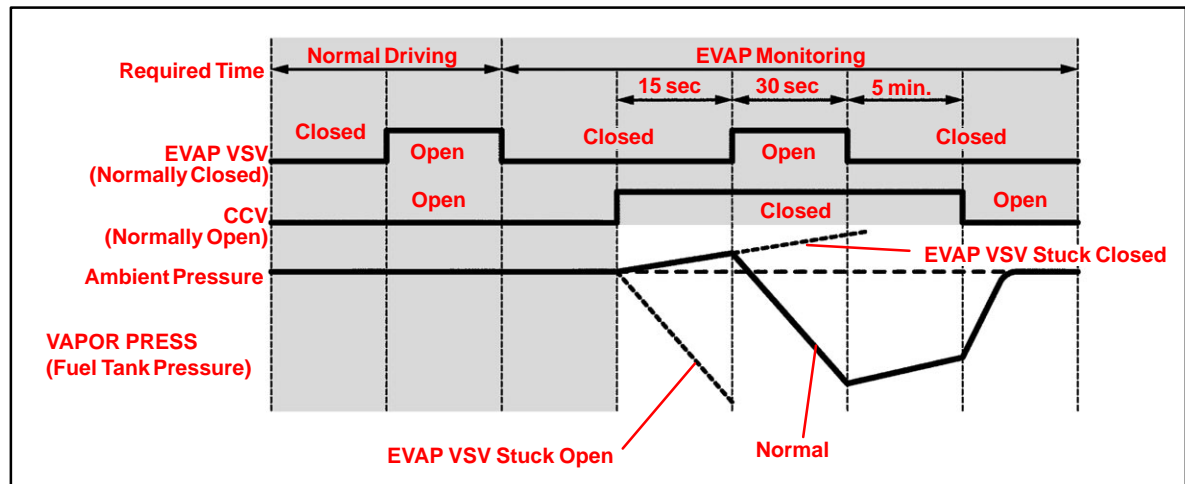 Required Time
Normal Driving
EVAP Monitoring
15 sec
30 sec
5 min.
EVAP VSV
(Normally Closed)
Closed
Open
Closed
Open
Closed
CCV
(Normally Open)
Open
Closed
Open
Ambient Pressure
EVAP VSV Stuck Closed
VAPOR PRESS
(Fuel Tank Pressure)
EVAP VSV Stuck Open
Normal